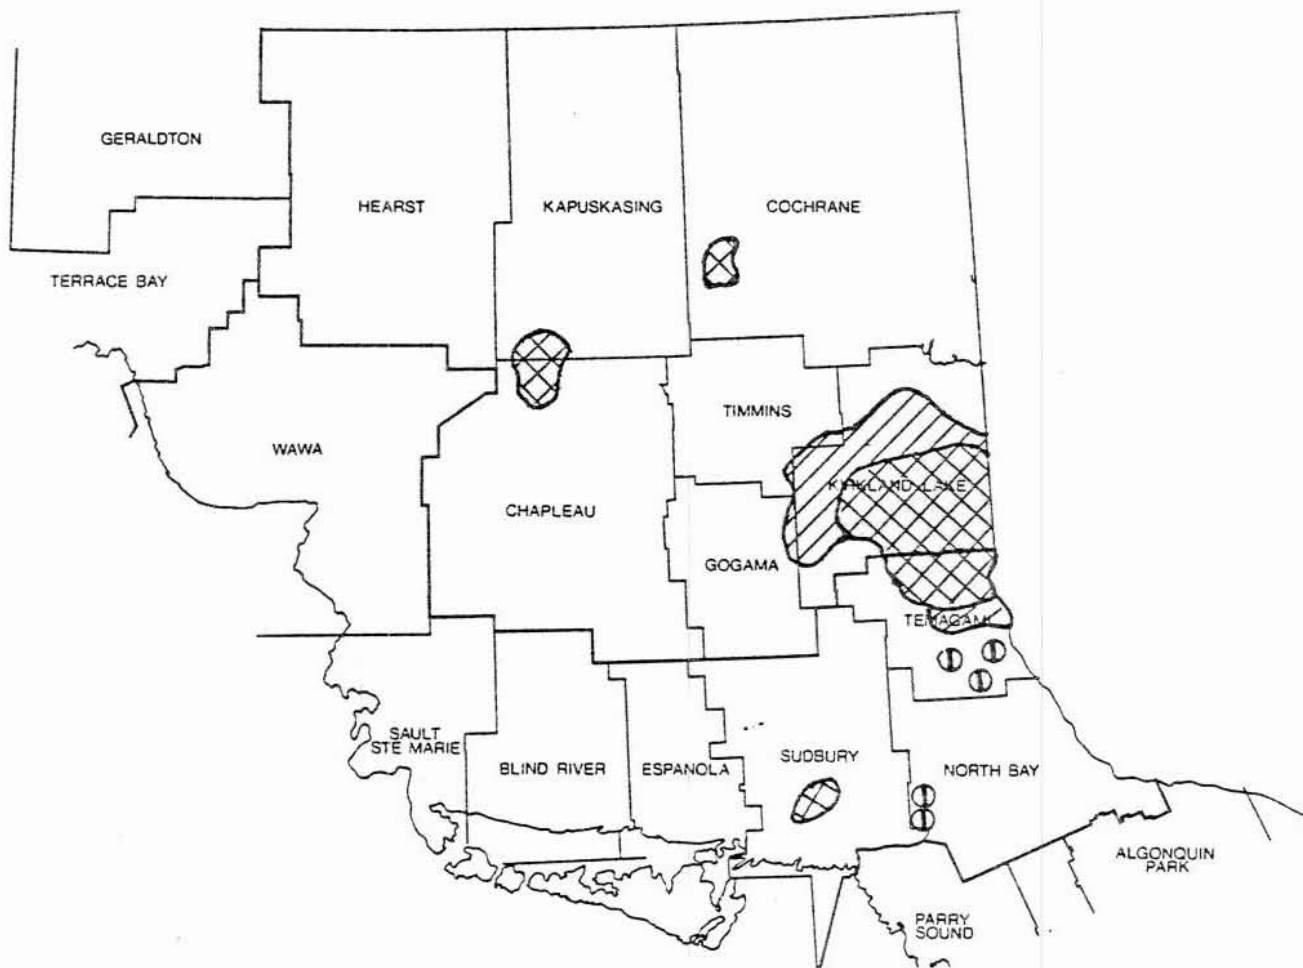 GERALDTON
HEARST
KAPUSKASING
COCHRANE
TERRACE BAY
TIMMINS
WAWA
KIRKLAND LAKE
CHAPLEAU
GOGAMA
TEMAGAMI
SAULT
STE MARIE
BLIND RIVER
ESPANOLA
SUDBURY
NORTH BAY
ALGONQUIN
PARK
PARRY
SOUND